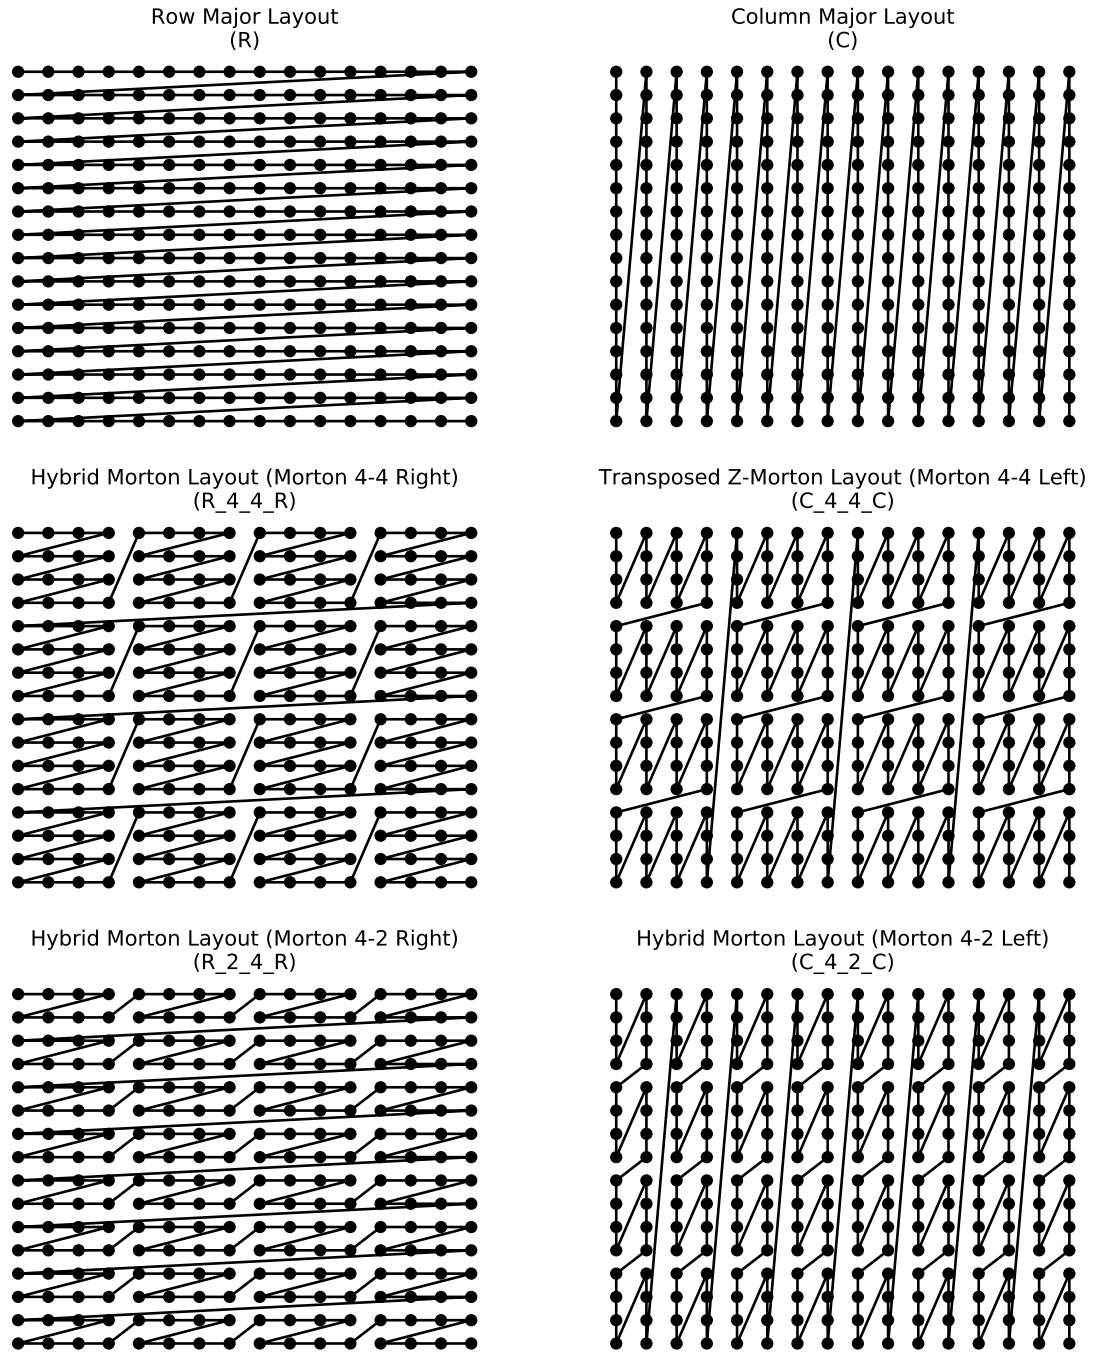 Row Major Layout
(R)
Column Major Layout
(C)
Hybrid Morton Layout (Morton 4-4 Right)
(R_4_4_R)
Transposed Z-Morton Layout (Morton 4-4 Left)
(C_4_4_C)
Hybrid Morton Layout (Morton 4-2 Right)
(R_2_4_R)
Hybrid Morton Layout (Morton 4-2 Left)
(C_4_2_C)